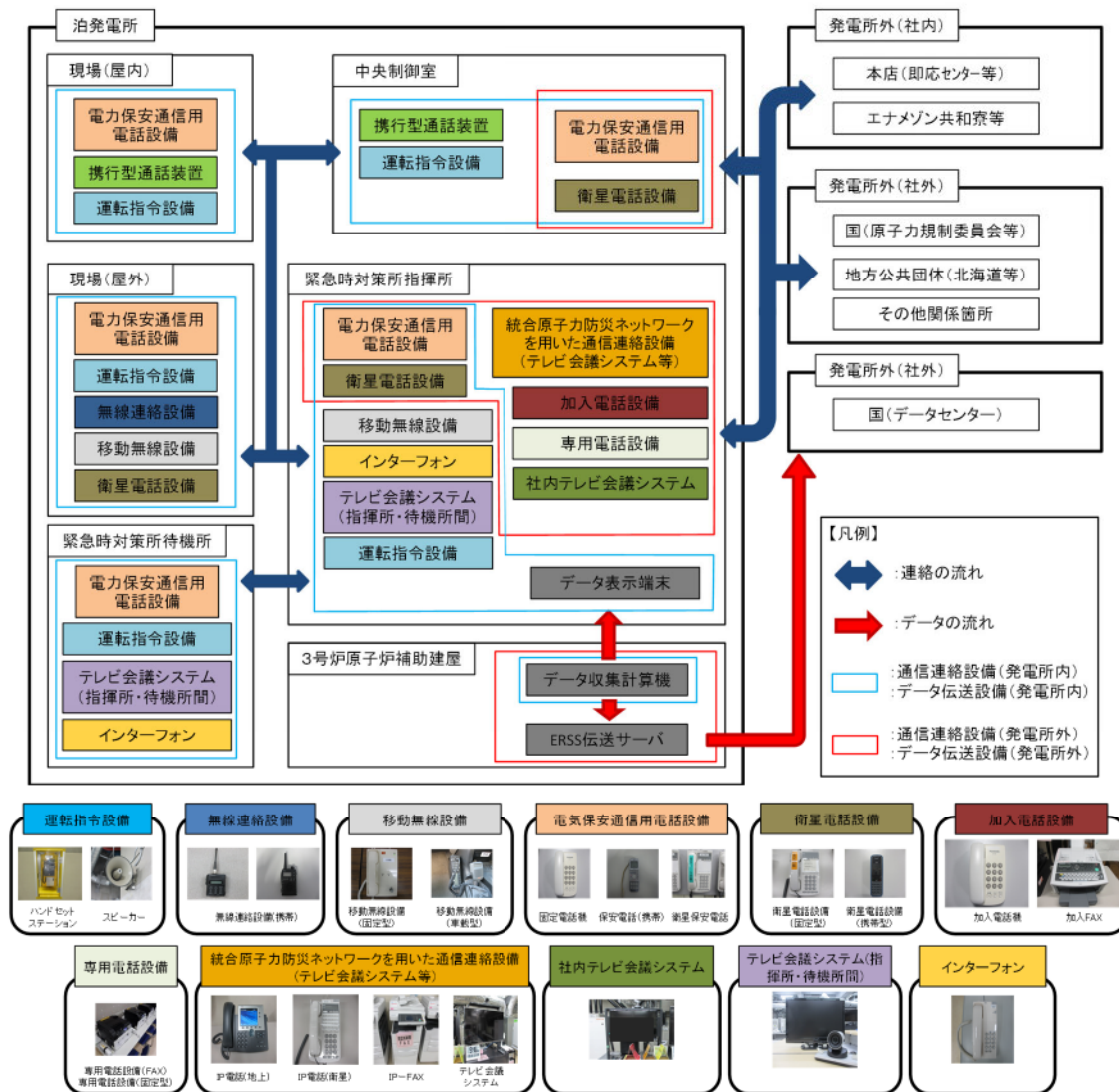 泊発電所
現場(屋内)
電力保安通信用
電話設備
携行型通話装置
運転指令設備
中央制御室
携行型通話装置
運転指令設備
電力保安通信用
電話設備
衛星電話設備
現場(屋外)
電力保安通信用
電話設備
運転指令設備
無線連絡設備
移動無線設備
衛星電話設備
緊急時対策所指揮所
電力保安通信用
電話設備
衛星電話設備
移動無線設備
インターフォン
テレビ会議システム
(指揮所・待機所間)
運転指令設備
統合原子力防災ネットワーク
を用いた通信連絡設備
(テレビ会議システム等)
加入電話設備
専用電話設備
社内テレビ会議システム
データ表示端末
緊急時対策所待機所
電力保安通信用
電話設備
運転指令設備
テレビ会議システム
(指揮所・待機所間)
インターフォン
3号炉原子炉補助建屋
データ収集計算機
ERSS伝送サーバ
発電所外(社内)
本店(即応センター等)
エナメゾン共和寮等
発電所外(社外)
国(原子力規制委員会等)
地方公共団体(北海道等)
その他関係箇所
発電所外(社外)
国(データセンター)
【凡例】
:連絡の流れ
:データの流れ
:通信連絡設備(発電所内)
:データ伝送設備(発電所内)
:通信連絡設備(発電所外)
:データ伝送設備(発電所外)
運転指令設備
ハンドセット
ステーション
スピーカー
無線連絡設備
無線連絡設備(携帯)
移動無線設備
移動無線設備
(固定型)
移動無線設備
(車載型)
電気保安通信用電話設備
固定電話機
保安電話(携帯)
衛星保安電話
衛星電話設備
衛星電話設備
(固定型)
衛星電話設備
(携帯型)
加入電話設備
加入電話機
加入FAX
専用電話設備
専用電話設備(FAX)
専用電話設備(固定型)
統合原子力防災ネットワークを用いた通信連絡設備
(テレビ会議システム等)
IP電話(地上)
IP電話(衛星)
IP-FAX
テレビ会議
システム
社内テレビ会議システム
テレビ会議システム(指
揮所・待機所間)
インターフォン